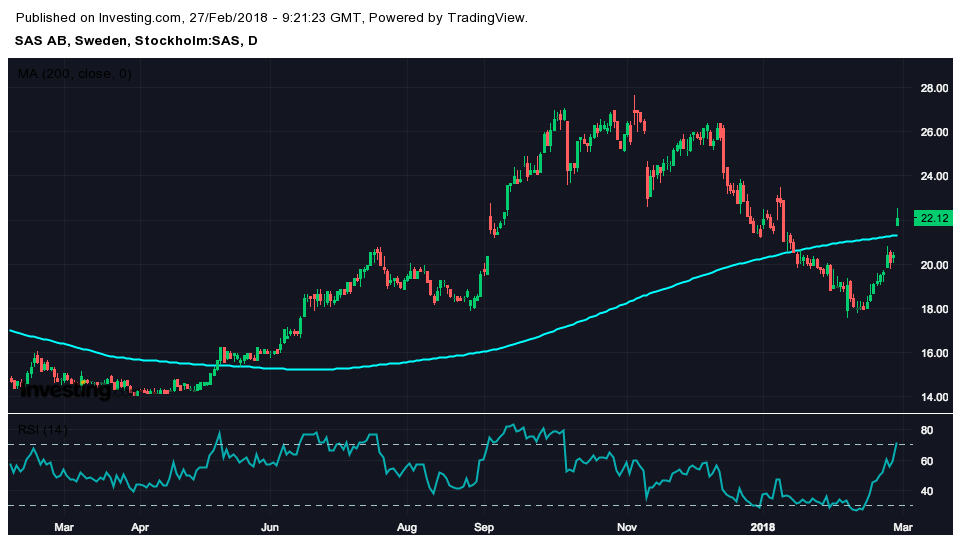 Published on Investing.com, 27/Feb/2018 - 9:21:23 GMT, Powered by TradingView.
SAS AB, Sweden, Stockholm:SAS, D
MA (200, close, 0)
28.00
26.00
24.00
22.12
20.00
18.00
16.00
14.00
Investing
RSI (14)
80
60
40
Mar Apr Jun Aug Sep Nov 2018 Mar